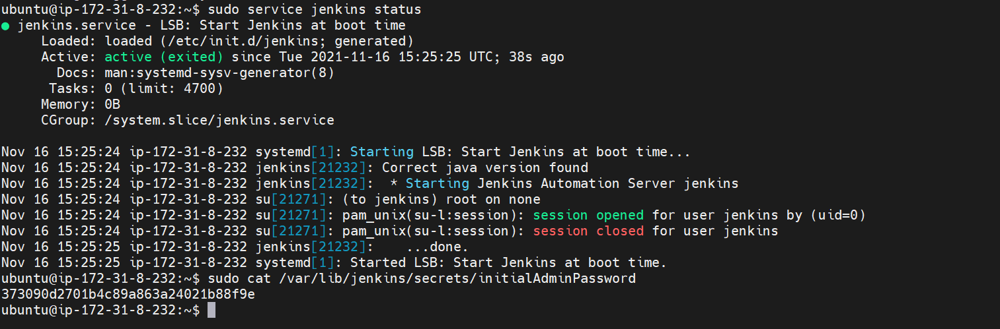 ubuntu@ip-172-31-8-232:~$ sudo service jenkins status
● jenkins.service - LSB: Start Jenkins at boot time
Loaded: loaded (/etc/init.d/jenkins; generated)
Active: active (exited) since Tue 2021-11-16 15:25:25 UTC; 38s ago
Docs: man:systemd-sysv-generator(8)
Tasks: 0 (limit: 4700)
Memory: 0B
CGroup: /system.slice/jenkins.service
Nov 16 15:25:24 ip-172-31-8-232 systemd[1]: Starting LSB: Start Jenkins at boot time...
Nov 16 15:25:24 ip-172-31-8-232 jenkins[21232]: Correct java version found
Nov 16 15:25:24 ip-172-31-8-232 jenkins[21232]:  * Starting Jenkins Automation Server jenkins
Nov 16 15:25:24 ip-172-31-8-232 su[21271]: (to jenkins) root on none
Nov 16 15:25:24 ip-172-31-8-232 su[21271]: pam_unix(su-l:session): session opened for user jenkins by (uid=0)
Nov 16 15:25:24 ip-172-31-8-232 su[21271]: pam_unix(su-l:session): session closed for user jenkins
Nov 16 15:25:25 ip-172-31-8-232 jenkins[21232]:    ...done.
Nov 16 15:25:25 ip-172-31-8-232 systemd[1]: Started LSB: Start Jenkins at boot time.
ubuntu@ip-172-31-8-232:~$ sudo cat /var/lib/jenkins/secrets/initialAdminPassword
373090d2701b4c89a863a24021b88f9e
ubuntu@ip-172-31-8-232:~$